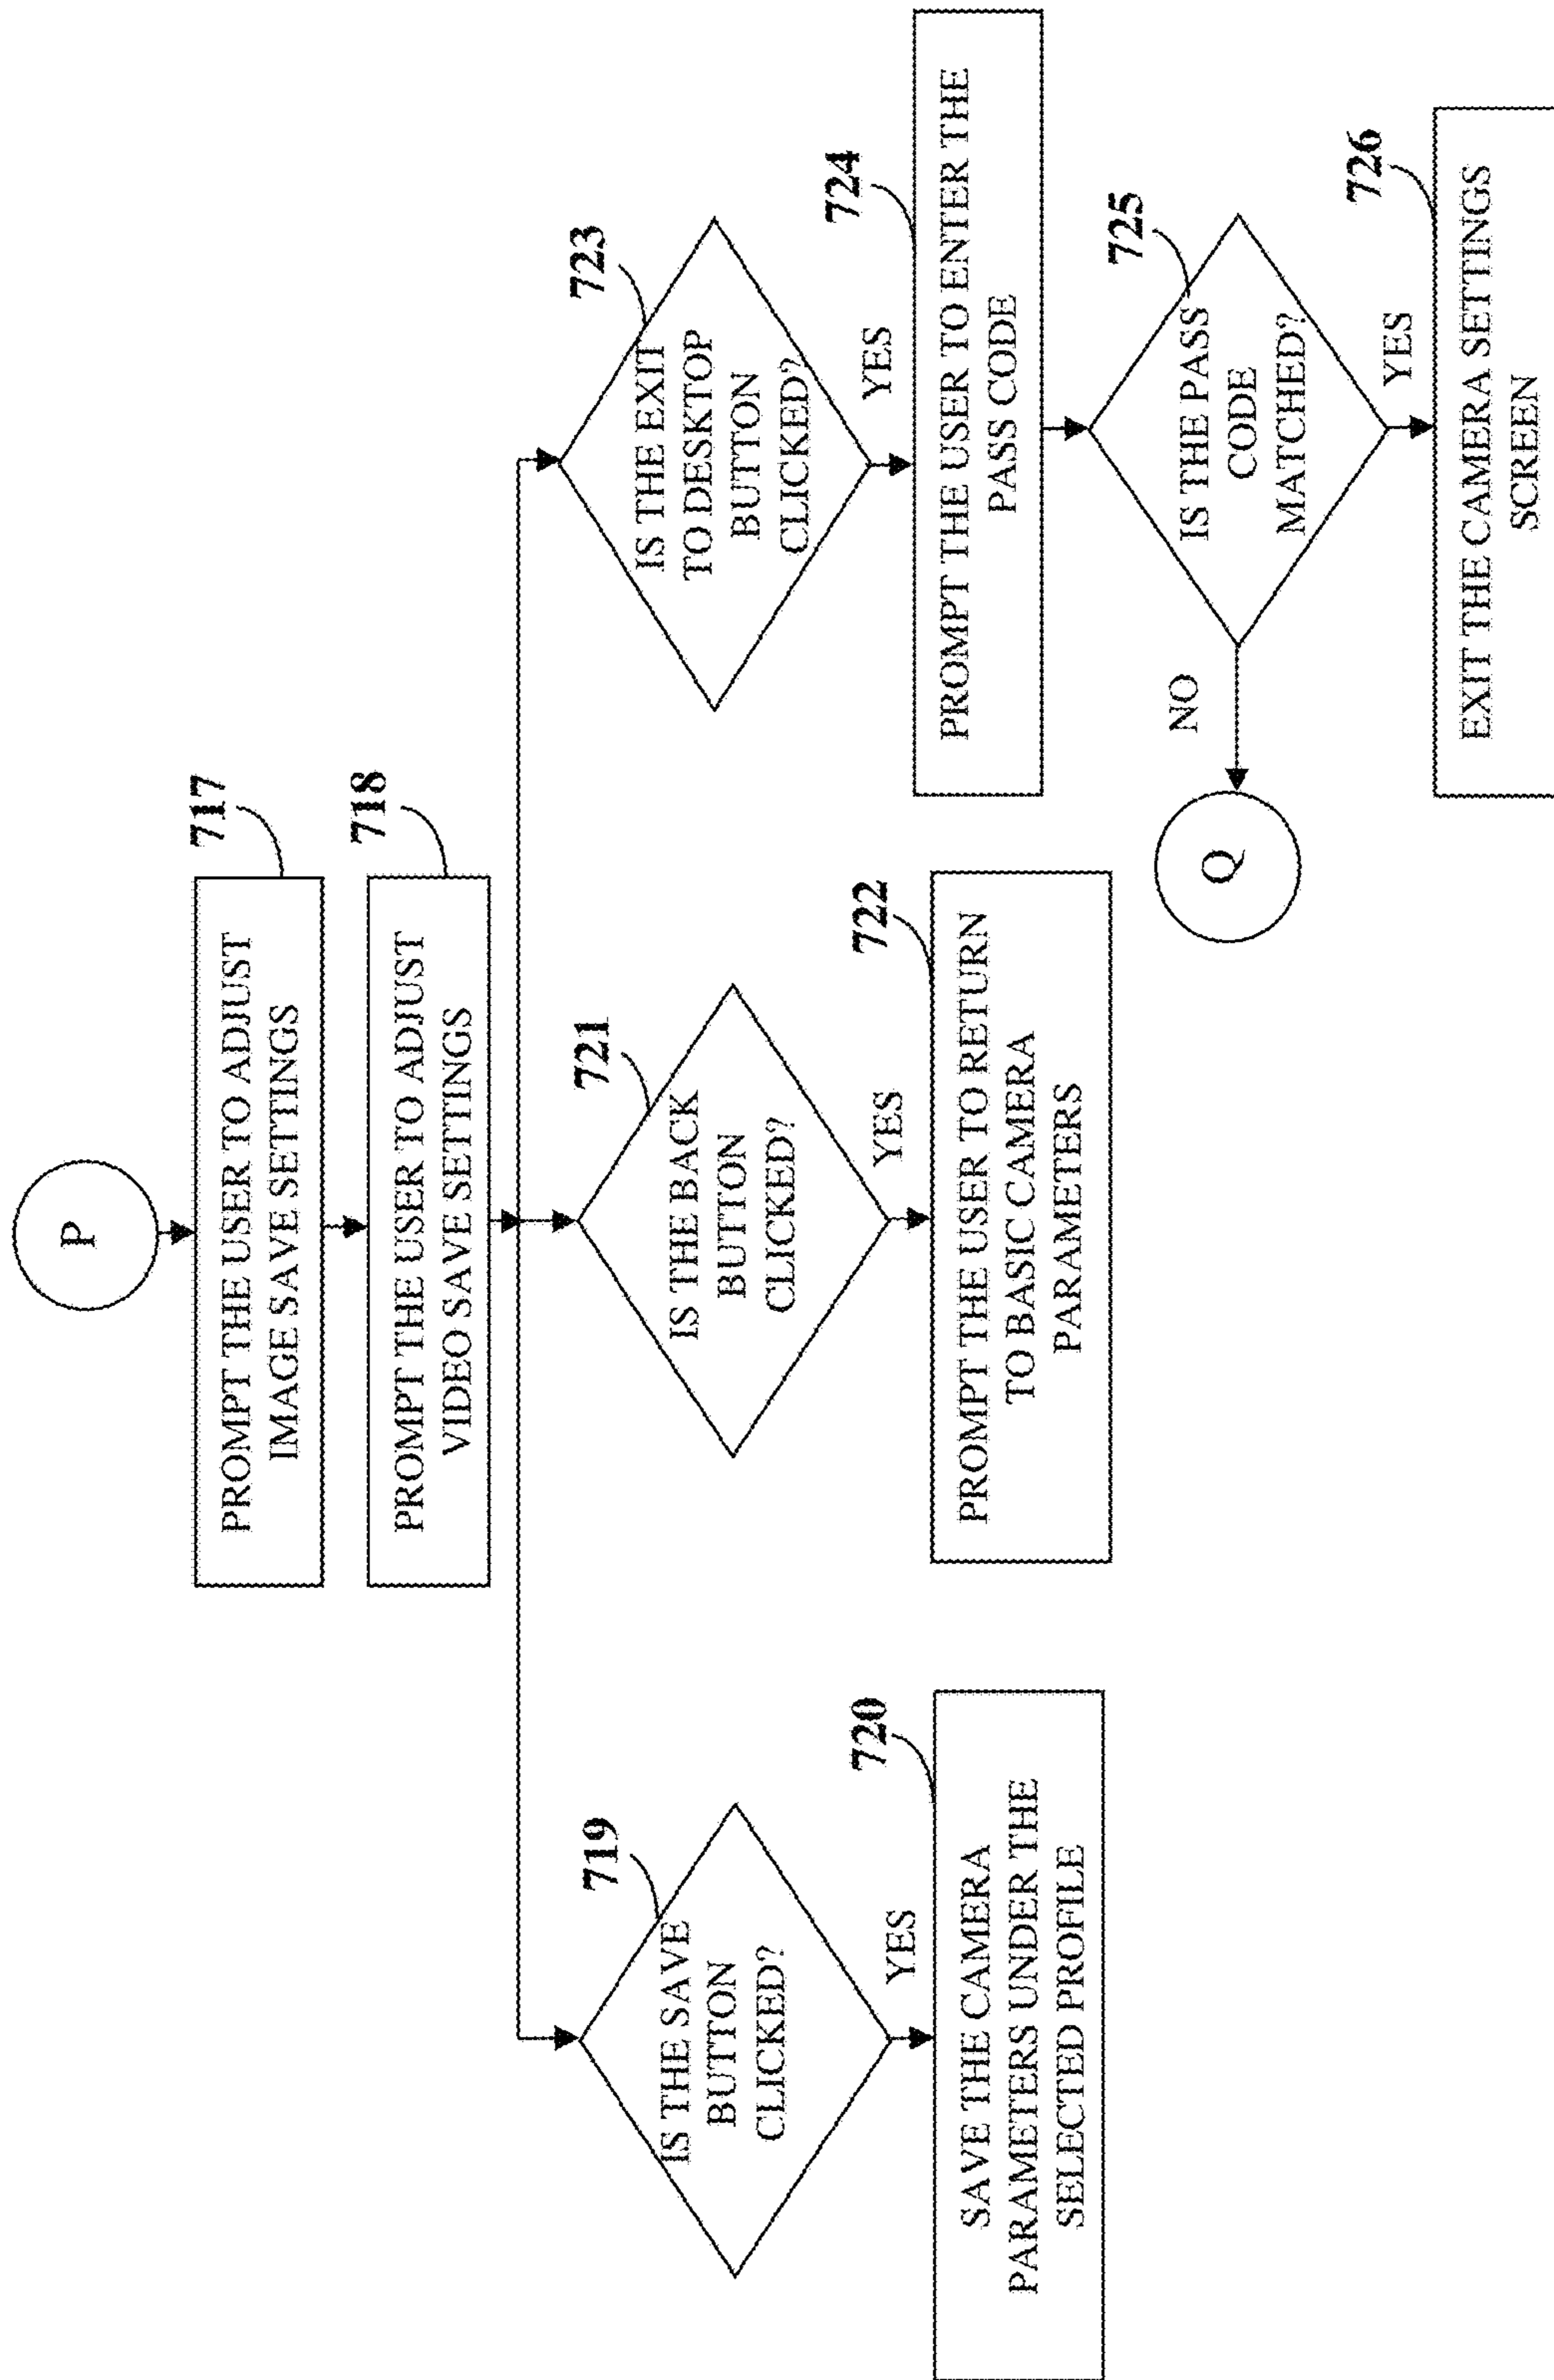 P
717
PROMPT THE USER TO ADJUST
IMAGE SAVE SETTINGS
718
PROMPT THE USER TO ADJUST
VIDEO SAVE SETTINGS
719
IS THE SAVE
BUTTON
CLICKED?
YES
720
SAVE THE CAMERA
PARAMETERS UNDER THE
SELECTED PROFILE
721
IS THE BACK
BUTTON
CLICKED?
YES
722
PROMPT THE USER TO RETURN
TO BASIC CAMERA
PARAMETERS
723
IS THE EXIT
TO DESKTOP
BUTTON
CLICKED?
YES
724
PROMPT THE USER TO ENTER THE
PASS CODE
725
IS THE PASS
CODE
MATCHED?
NO
Q
YES
726
EXIT THE CAMERA SETTINGS
SCREEN